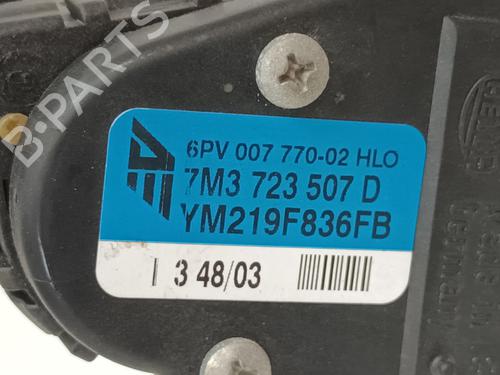 B-PARTS
6PV 007 770-02 HLO
7M3 723 507 D
YM219F836FB
I 3 48/03